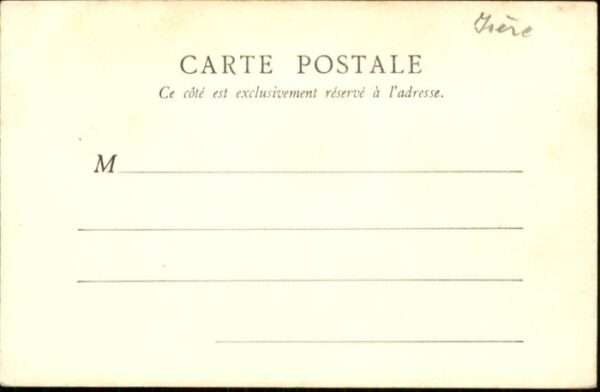 Isère
CARTE POSTALE
Ce côté est exclusivement réservé à l'adresse.
M